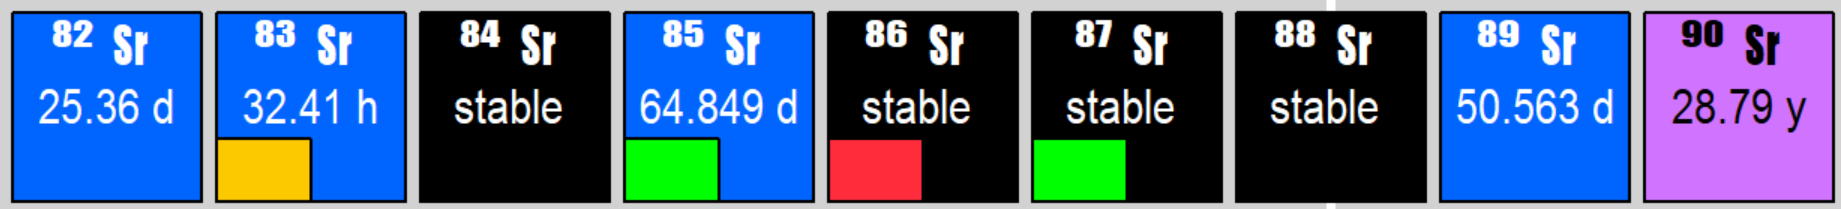 82 Sr
25.36 d
83 Sr
32.41 h
84 Sr
stable
85 Sr
64.849 d
86 Sr
stable
87 Sr
stable
88 Sr
stable
89 Sr
50.563 d
90 Sr
28.79 y